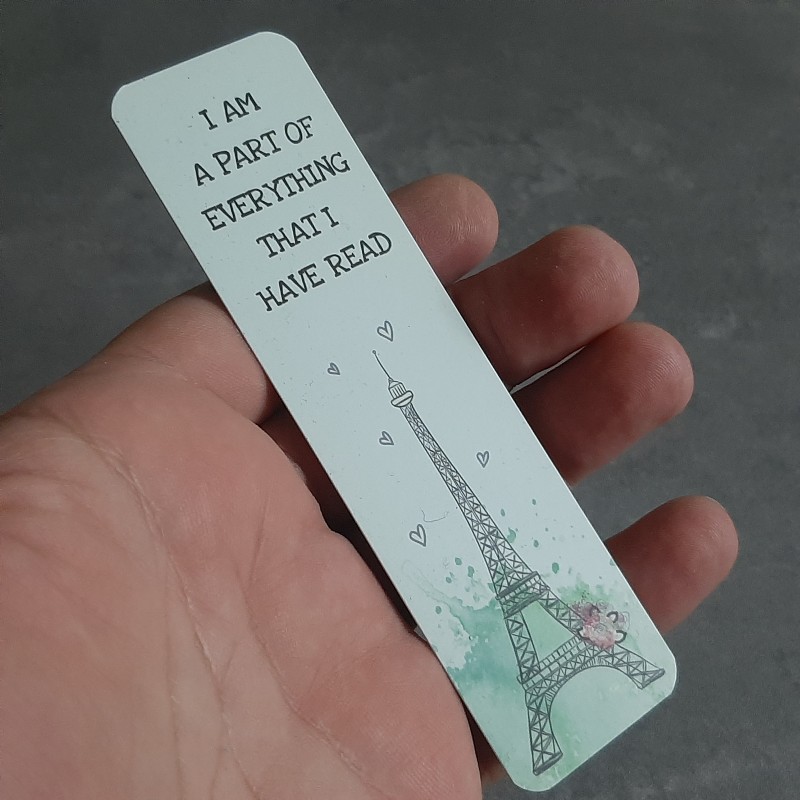 I AM
A PART OF
EVERYTHING
THAT I
HAVE READ